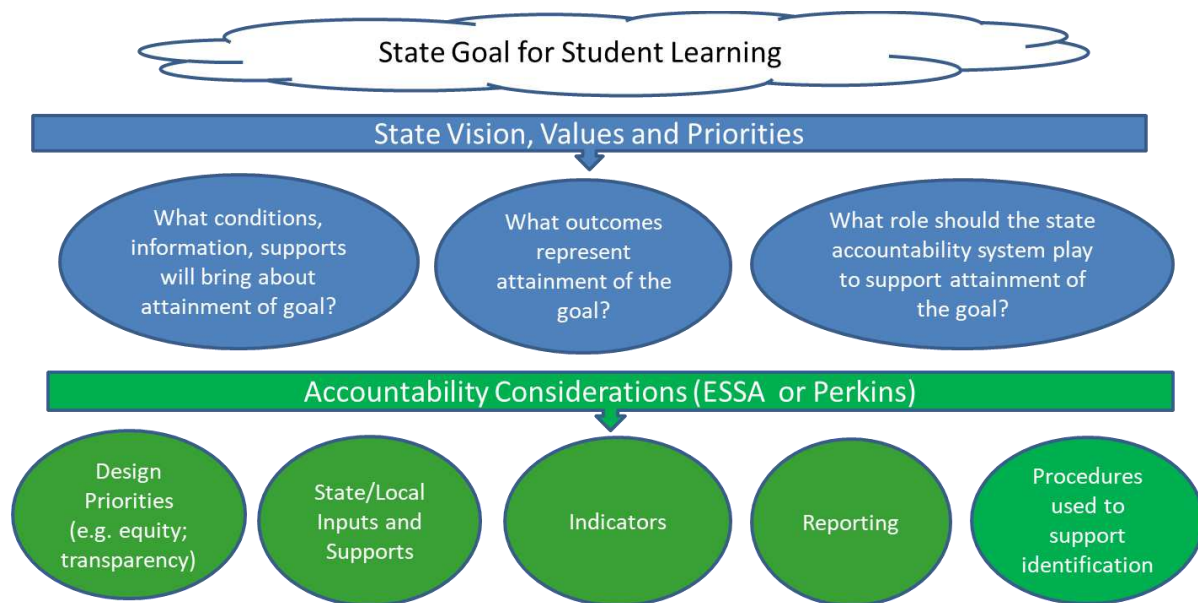 State Goal for Student Learning
State Vision, Values and Priorities
What conditions,
information, supports
will bring about
attainment of goal?
What outcomes
represent
attainment of the
goal?
What role should the state
accountability system play
to support attainment of
the goal?
Accountability Considerations (ESSA or Perkins)
Design
Priorities
(e.g. equity;
transparency)
State/Local
Inputs and
Supports
Indicators
Reporting
Procedures
used to
support
identification